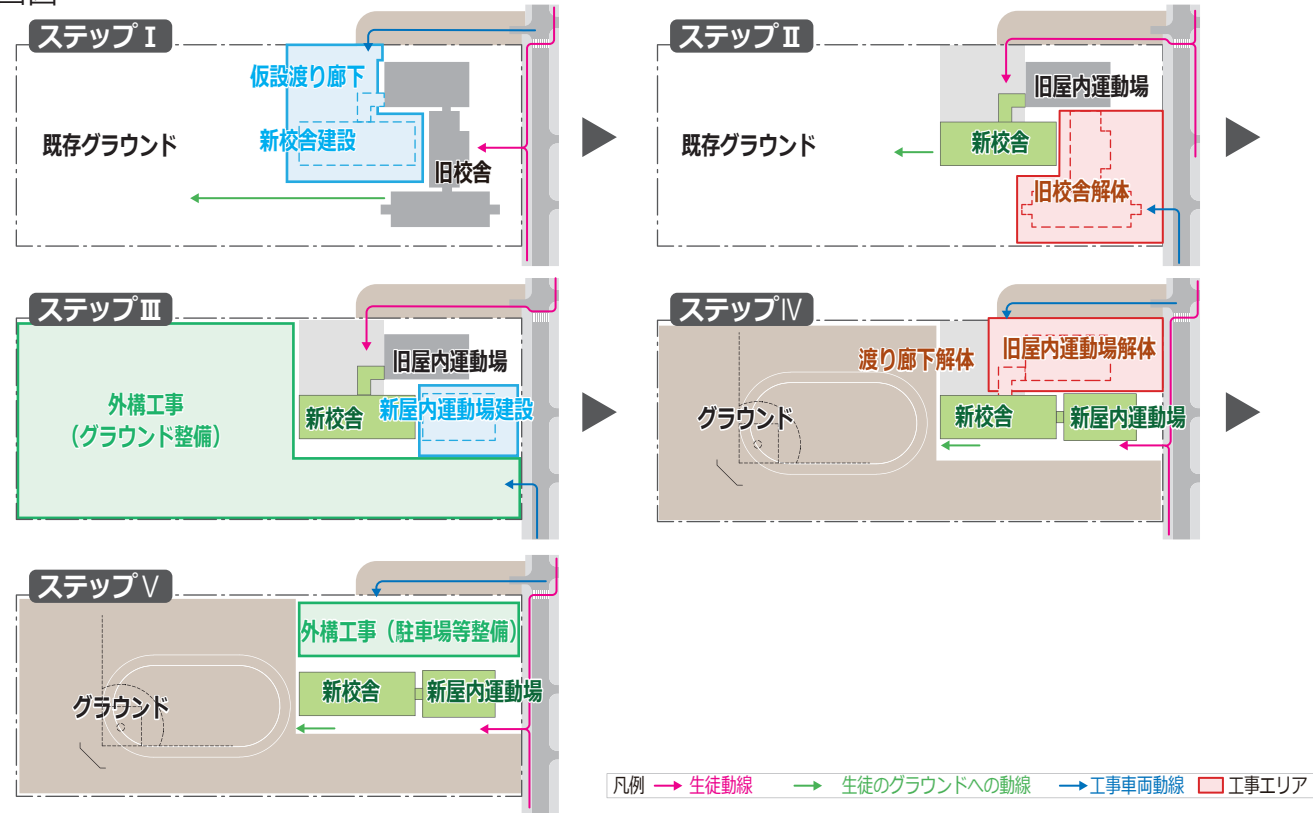 ステップⅠ
仮設渡り廊下
既存グラウンド
新校舎建設
旧校舎
ステップⅡ
旧屋内運動場
既存グラウンド
新校舎
旧校舎解体
ステップⅢ
旧屋内運動場
外構工事
（グラウンド整備）
新校舎
新屋内運動場建設
ステップⅣ
渡り廊下解体
旧屋内運動場解体
グラウンド
新校舎
新屋内運動場
ステップⅤ
外構工事（駐車場等整備）
新校舎
新屋内運動場
グラウンド
凡例 生徒動線 生徒のグラウンドへの動線 工事車両動線 工事エリア